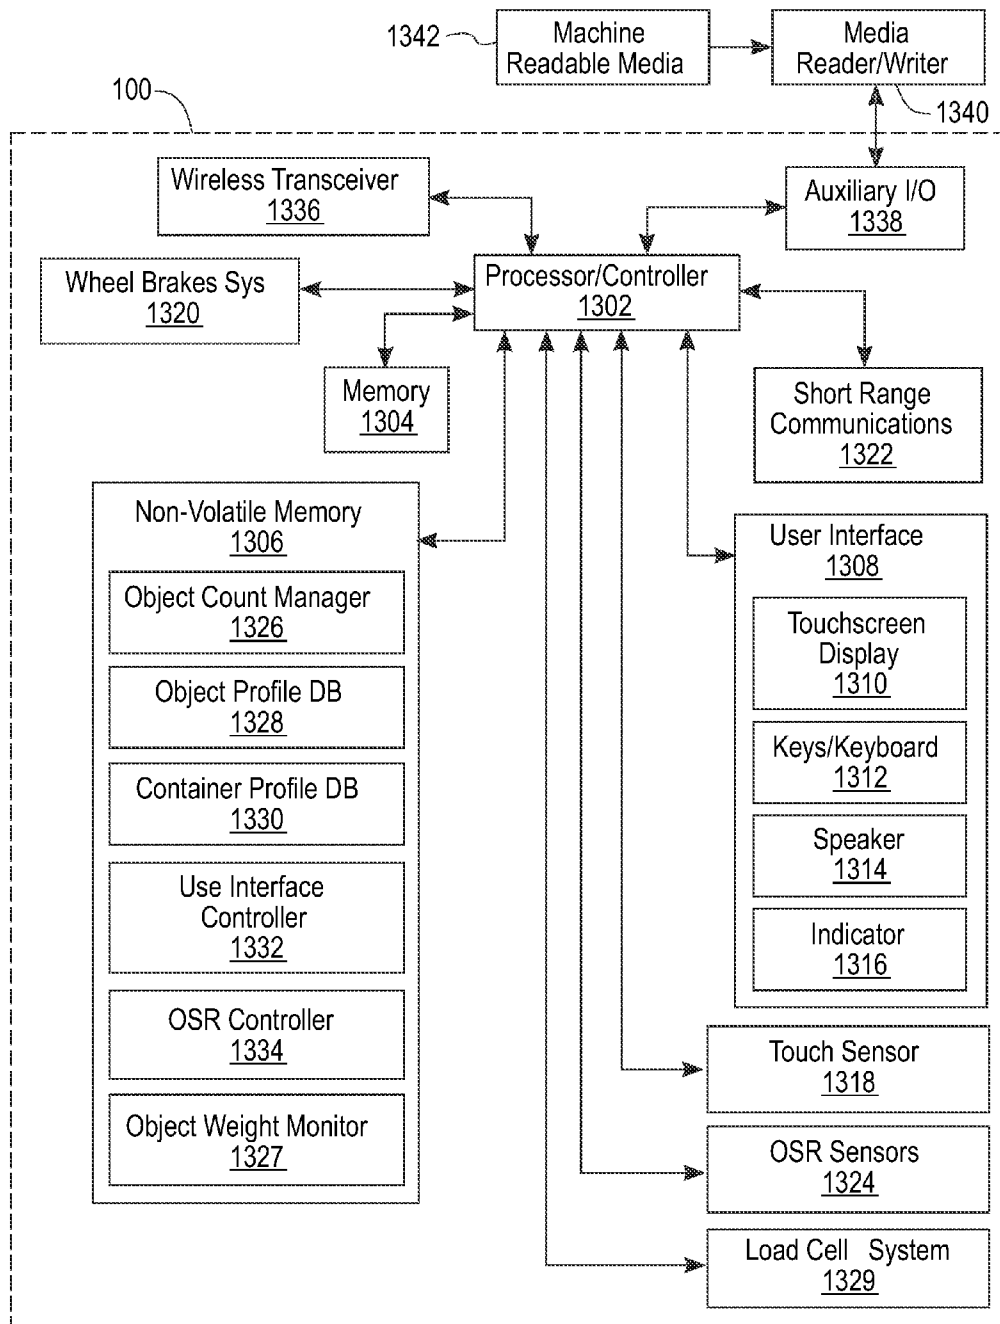 1342
Machine
Readable Media
Media
Reader/Writer
1340
100
Wireless Transceiver
1336
Auxiliary I/O
1338
Wheel Brakes Sys
1320
Processor/Controller
1302
Memory
1304
Short Range
Communications
1322
Non-Volatile Memory
1306
Object Count Manager
1326
Object Profile DB
1328
Container Profile DB
1330
Use Interface
Controller
1332
OSR Controller
1334
Object Weight Monitor
1327
User Interface
1308
Touchscreen
Display
1310
Keys/Keyboard
1312
Speaker
1314
Indicator
1316
Touch Sensor
1318
OSR Sensors
1324
Load Cell System
1329